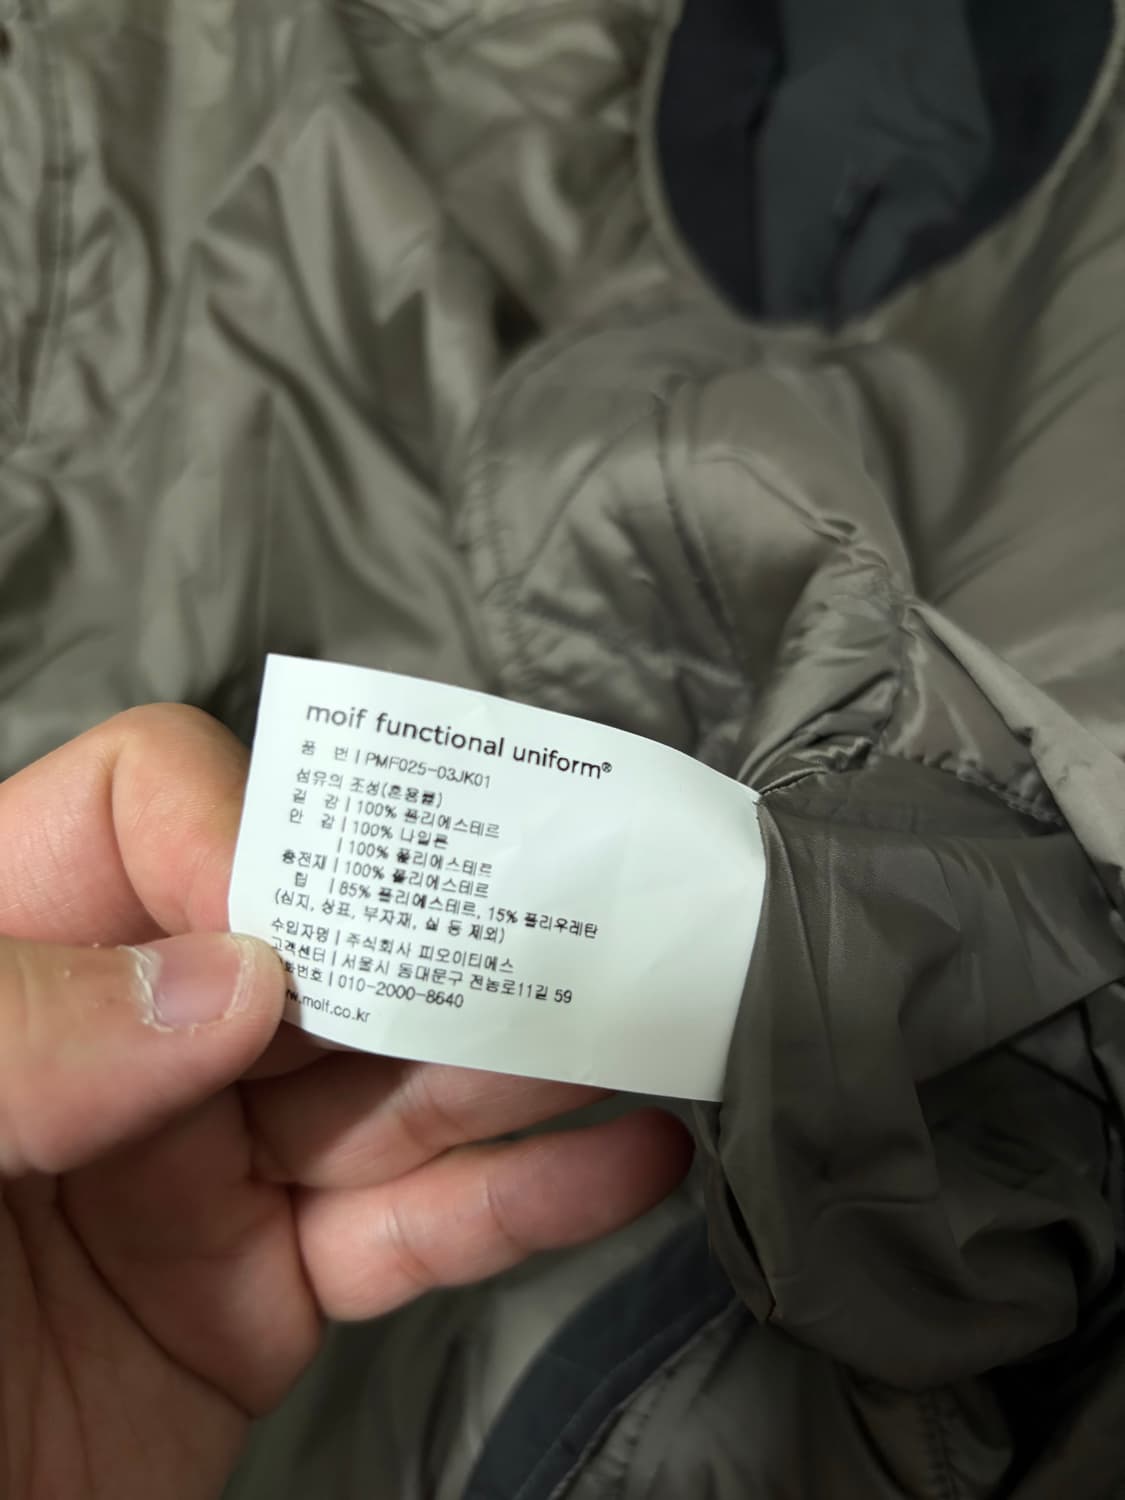 moif functional uniform®
품 번 | PMF025-03JK01
섬유의 조성(혼용률)
겉 감 | 100% 폴리에스테르
안 감 | 100% 나일론
| 100% 폴리에스테르
충전재 | 100% 폴리에스테르
립 | 85% 폴리에스테르, 15% 폴리우레탄
(심지, 상표, 부자재, 실 등 제외)
수입자명 | 주식회사 피오이티에스
고객센터 | 서울시 동대문구 전농로11길 59
화번호 | 010-2000-8640
w.moif.co.kr